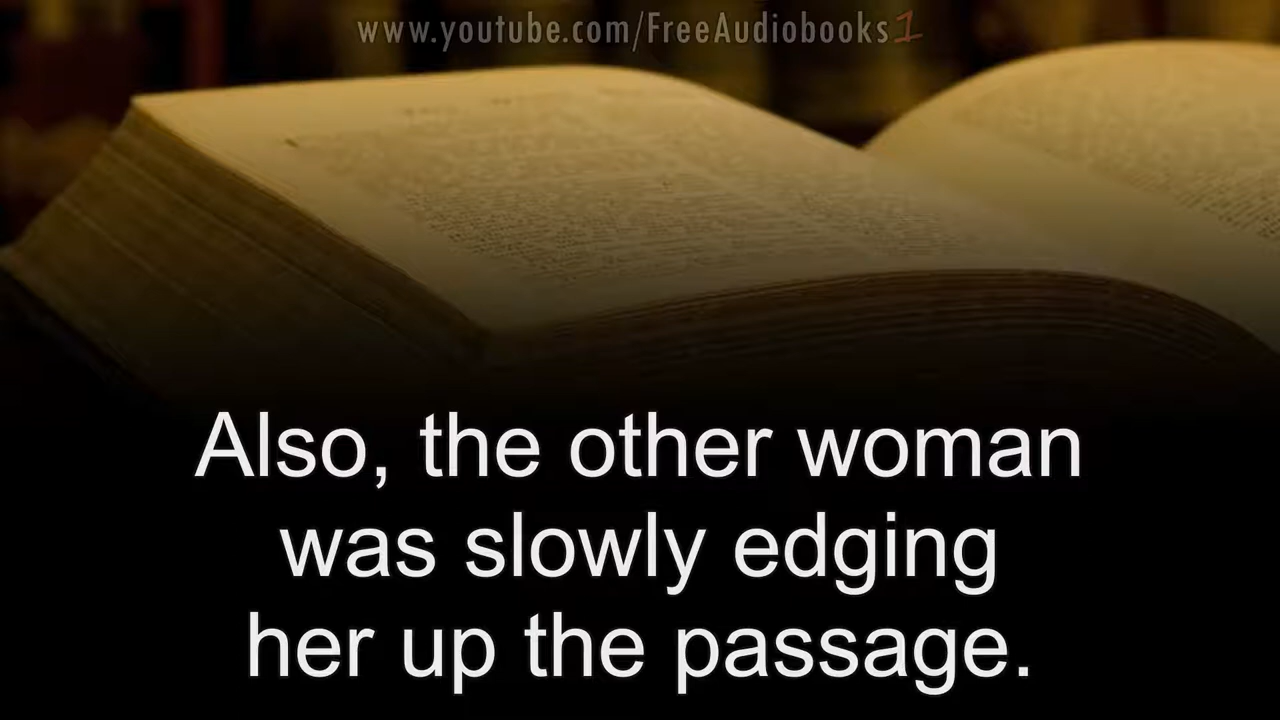 www.youtube.com/FreeAudiobooks1
Also, the other woman
was slowly edging
her up the passage.